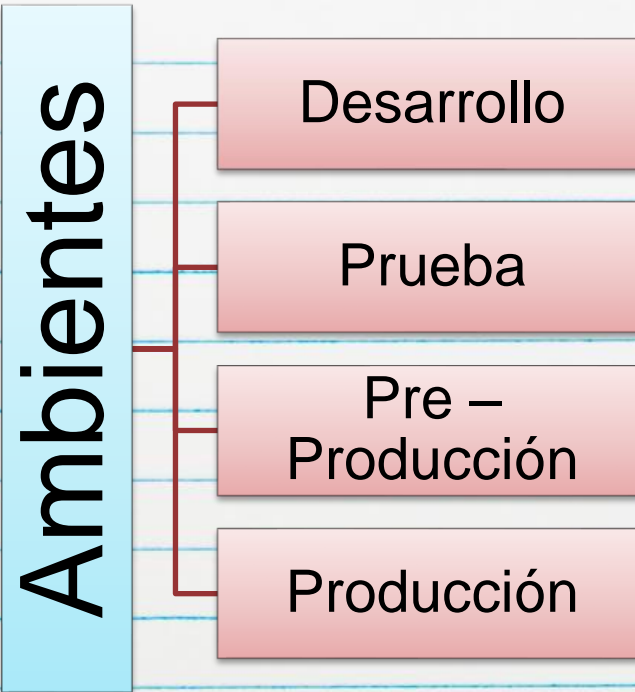 Ambientes
Desarrollo
Prueba
Pre –
Producción
Producción